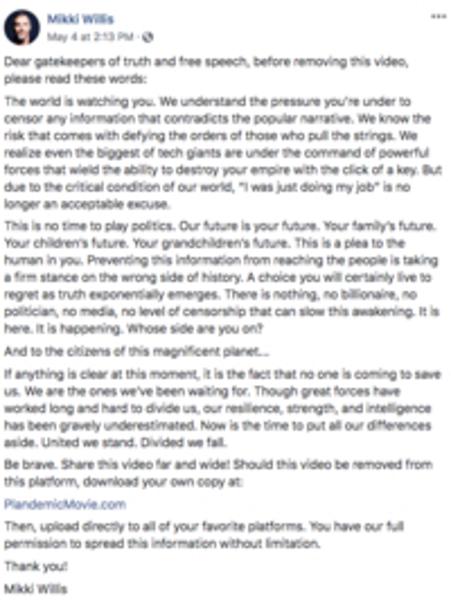 Mikki Willis
May 4 at 2:13 PM ·
Dear gatekeepers of truth and free speech, before removing this video,
please read these words:
The world is watching you. We understand the pressure you're under to
censor any information that contradicts the popular narrative. We know the
risk that comes with defying the orders of those who pull the strings. We
realize even the biggest of tech giants are under the command of powerful
forces that wield the ability to destroy your empire with the click of a key. But
due to the critical condition of our world, "I was just doing my job" is no
longer an acceptable excuse.
This is no time to play politics. Our future is your future. Your family's future.
Your children's future. Your grandchildren's future. This is a plea to the
human in you. Preventing this information from reaching the people is taking
a firm stance on the wrong side of history. A choice you will certainly live to
regret as truth exponentially emerges. There is nothing, no billionaire, no
politician, no media, no level of censorship that can slow this awakening. It is
here. It is happening. Whose side are you on?
And to the citizens of this magnificent planet...
If anything is clear at this moment, it is the fact that no one is coming to save
us. We are the ones we've been waiting for. Though great forces have
worked long and hard to divide us, our resilience, strength, and intelligence
has been gravely underestimated. Now is the time to put all our differences
aside. United we stand. Divided we fall.
Be brave. Share this video far and wide! Should this video be removed from
this platform, download your own copy at:
PlandemicMovie.com
Then, upload directly to all of your favorite platforms. You have our full
permission to spread this information without limitation.
Thank you!
Mikki Willis